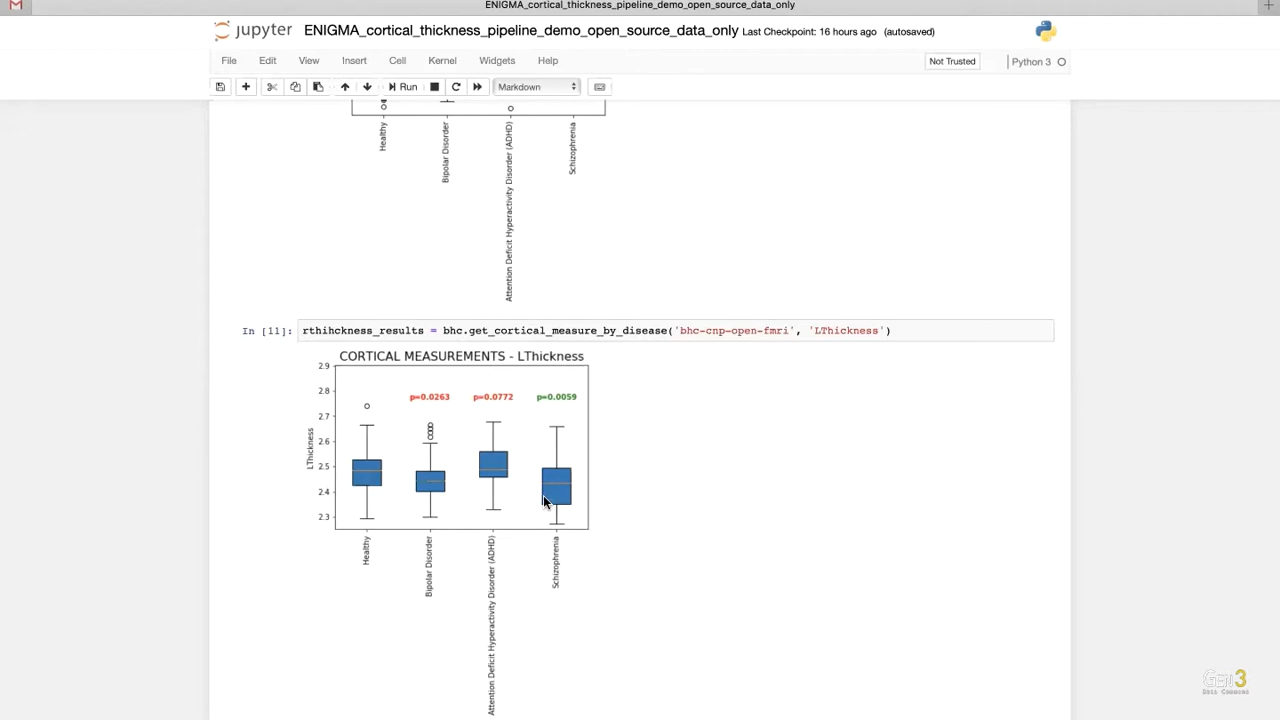 ENIGMA_cortical_thickness_pipeline_demo_open_source_data_only
jupyter ENIGMA_cortical_thickness_pipeline_demo_open_source_data_only Last Checkpoint: 16 hours ago (autosaved)
File Edit View Insert Cell Kernel Widgets Help Not Trusted Python 3
Run Markdown
Healthy
Bipolar Disorder
Attention Deficit Hyperactivity Disorder (ADHD)
Schizophrenia
In [11]: rthihckness_results = bhc.get_cortical_measure_by_disease('bhc-cnp-open-fmri', 'LThickness')
CORTICAL MEASUREMENTS - LThickness
2.9
2.8
p=0.0263 p=0.0772 p=0.0059
2.7
2.6
LThickness
2.5
2.4
2.3
Healthy
Bipolar Disorder
Attention Deficit Hyperactivity Disorder (ADHD)
Schizophrenia
GEN3
DATA COMMONS